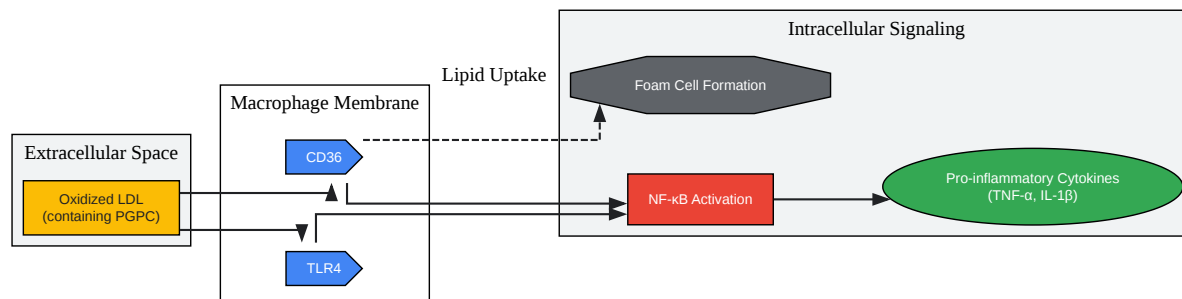 Intracellular Signaling
Lipid Uptake
Foam Cell Formation
Macrophage Membrane
CD36
Extracellular Space
Oxidized LDL
(containing PGPC)
NF-κB Activation
Pro-inflammatory Cytokines
(TNF-α, IL-1β)
TLR4